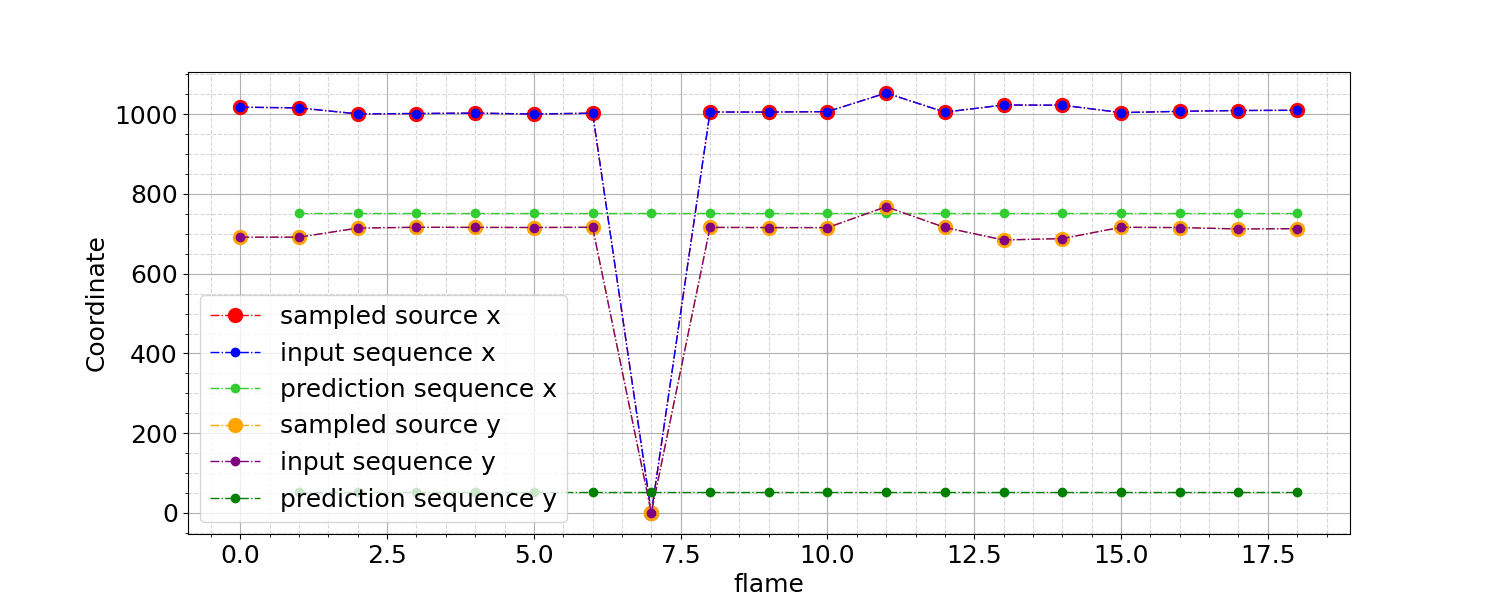 1000
800
600
400
200
0
Coordinate
sampled source x
input sequence x
prediction sequence x
sampled source y
input sequence y
prediction sequence y
0.0 2.5 5.0 7.5 10.0 12.5 15.0 17.5
flame